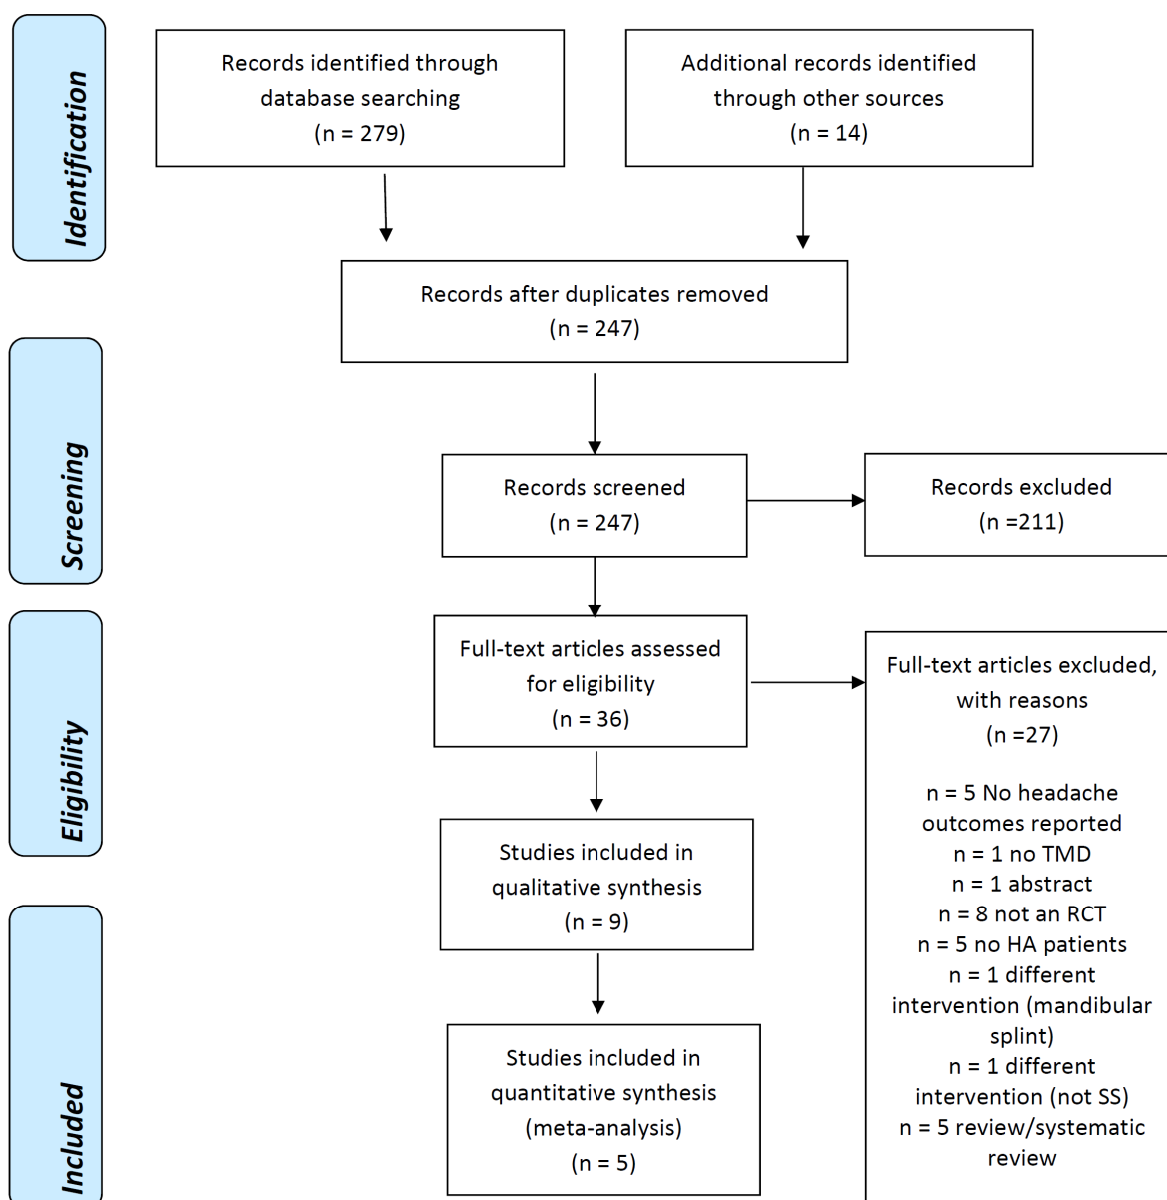 Identification
Records identified through
database searching
(n = 279)
Additional records identified
through other sources
(n = 14)
Records after duplicates removed
(n = 247)
Screening
Records screened
(n = 247)
Records excluded
(n =211)
Eligibility
Full-text articles assessed
for eligibility
(n = 36)
Full-text articles excluded,
with reasons
(n =27)
n = 5 No headache
outcomes reported
n = 1 no TMD
n = 1 abstract
n = 8 not an RCT
n = 5 no HA patients
n = 1 different
intervention (mandibular
splint)
n = 1 different
intervention (not SS)
n = 5 review/systematic
review
Studies included in
qualitative synthesis
(n = 9)
Included
Studies included in
quantitative synthesis
(meta-analysis)
(n = 5)